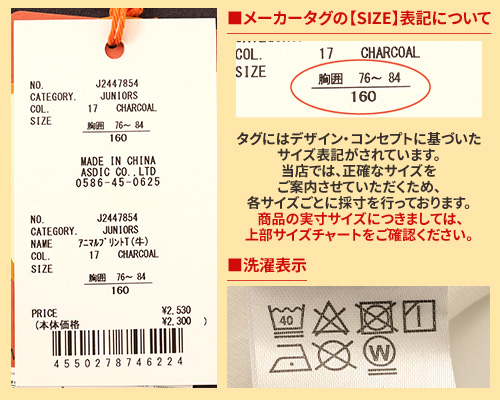 NO. J2447854
CATEGORY. JUNIORS
COL. 17 CHARCOAL
SIZE 胸囲 76～ 84
160
MADE IN CHINA
ASDIC CO.,LTD
0586-45-0625
NO. J2447854
CATEGORY. JUNIORS
NAME ｱﾆﾏﾙﾌﾟﾘﾝﾄT(牛)
COL. 17 CHARCOAL
SIZE 胸囲 76～ 84
160
PRICE ¥2,530
(本体価格 ¥2,300 )
4550278746224
■メーカータグの【SIZE】表記について
COL. 17 CHARCOAL
SIZE 胸囲 76～ 84
160
タグにはデザイン・コンセプトに基づいた
サイズ表記がされています。
当店では、正確なサイズを
ご案内させていただくため、
各サイズごとに採寸を行っております。
商品の実寸サイズにつきましては、
上部サイズチャートをご確認ください。
■洗濯表示
40
W